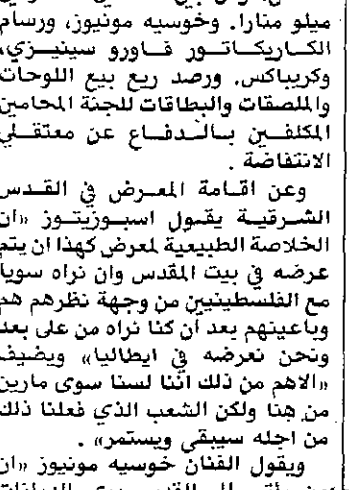 ميلو منارا. وخوسيه مونيوز، ورسام
الكاريكاتور فاورو سينيزي،
وكريباكس. ورصد ريع بيع اللوحات
والملصقات والبطاقات للجنة المحامين
المكلفين بالدفاع عن معتقلي
الانتفاضة .
وعن اقامة المعرض في القدس
الشرقية يقول اسبوزيتوز «ان
الخلاصة الطبيعية لمعرض كهذا ان يتم
عرضه في بيت المقدس وان نراه سويا
مع الفلسطينيين من وجهة نظرهم هم
وباعينهم بعد أن كنا نراه من على بعد
ونحن نعرضه في ايطاليا» ويضيف
«الاهم من ذلك اننا لسنا سوى مارين
من هنا ولكن الشعب الذي فعلنا ذلك
من اجله سيبقى ويستمر» .
ويقول الفنان خوسيه مونيوز «ان